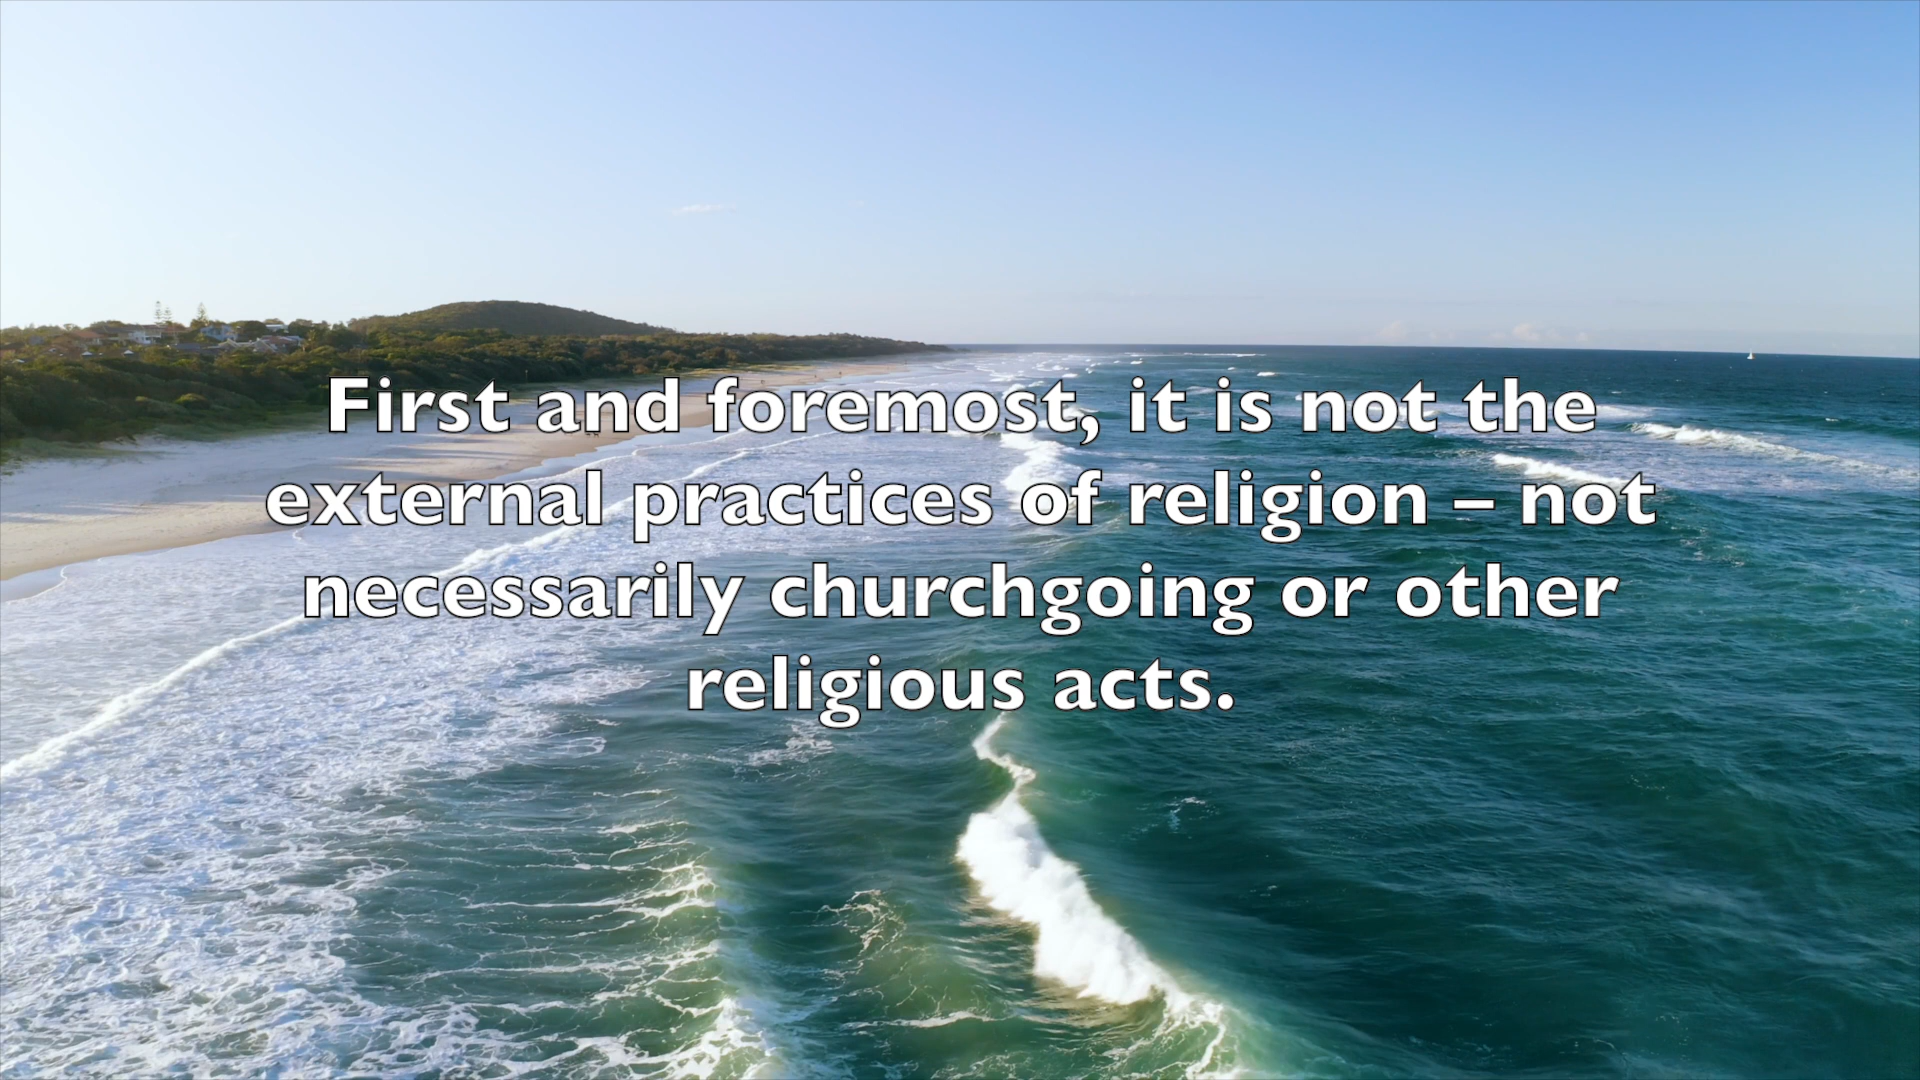 First and foremost, it is not the
external practices of religion – not
necessarily churchgoing or other
religious acts.